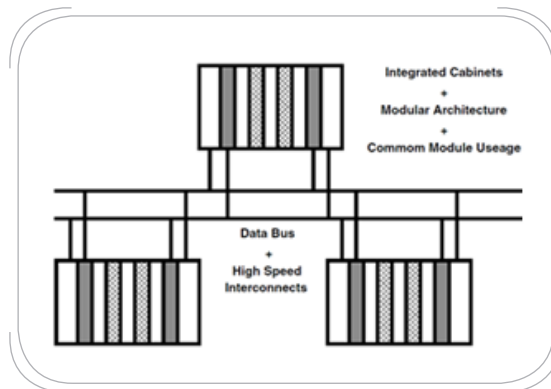 Integrated Cabinets
+
Modular Architecture
+
Commom Module Useage
Data Bus
+
High Speed
Interconnects